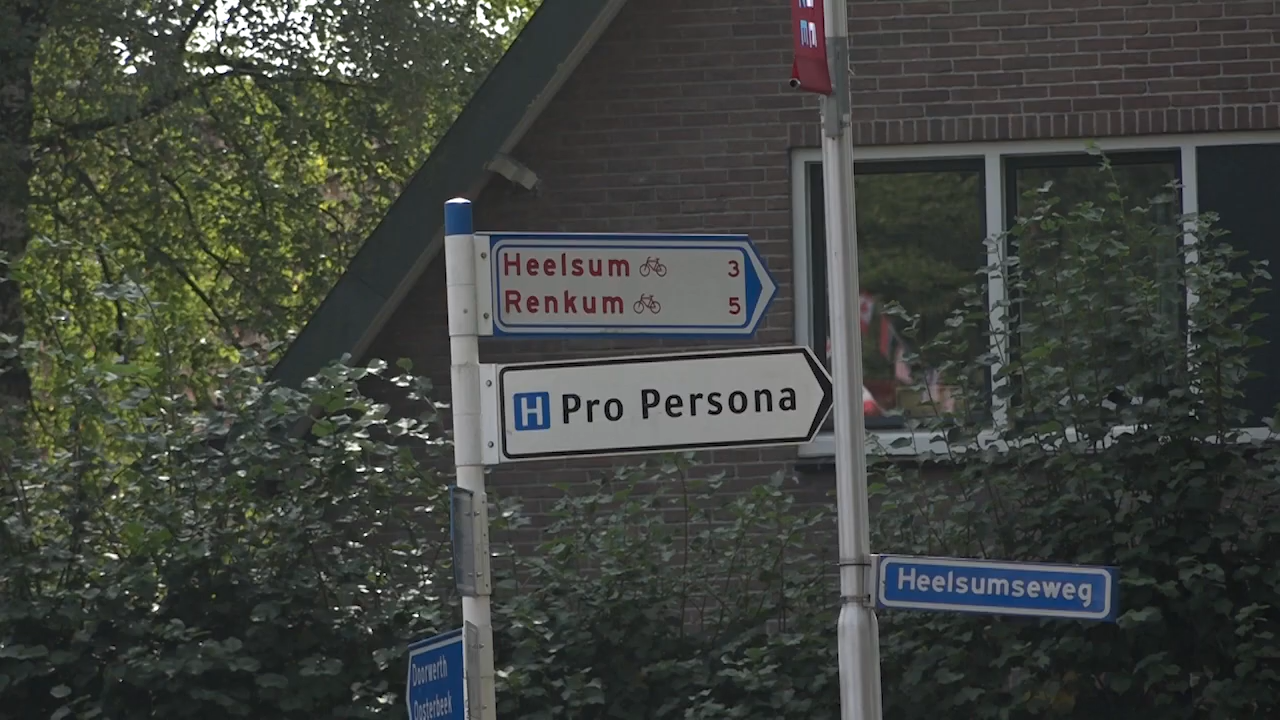 Heelsum 3
Renkum 5
H Pro Persona
Heelsumseweg
Doorwerth
Oosterbeek